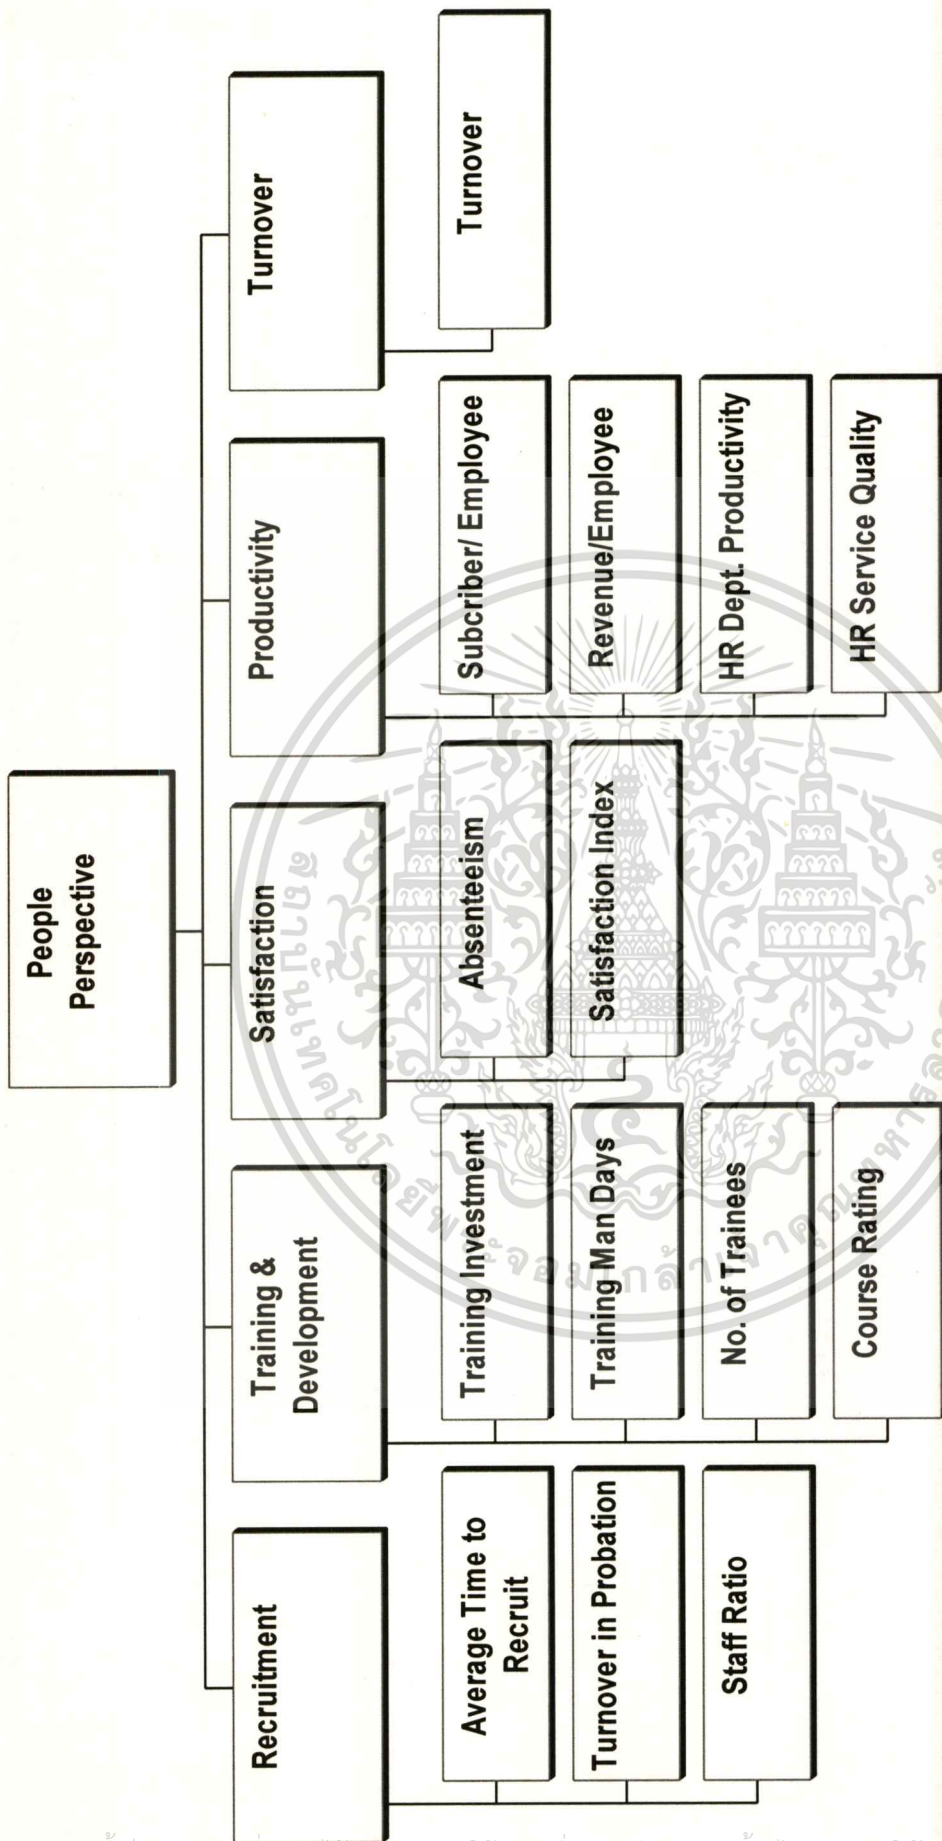 People
Perspective
Recruitment
Training &
Development
Satisfaction
Productivity
Turnover
Average Time to
Recruit
Turnover in Probation
Staff Ratio
Training Investment
Training Man Days
No. of Trainees
Course Rating
Absenteeism
Satisfaction Index
Subcriber/ Employee
Revenue/Employee
HR Dept. Productivity
HR Service Quality
Turnover